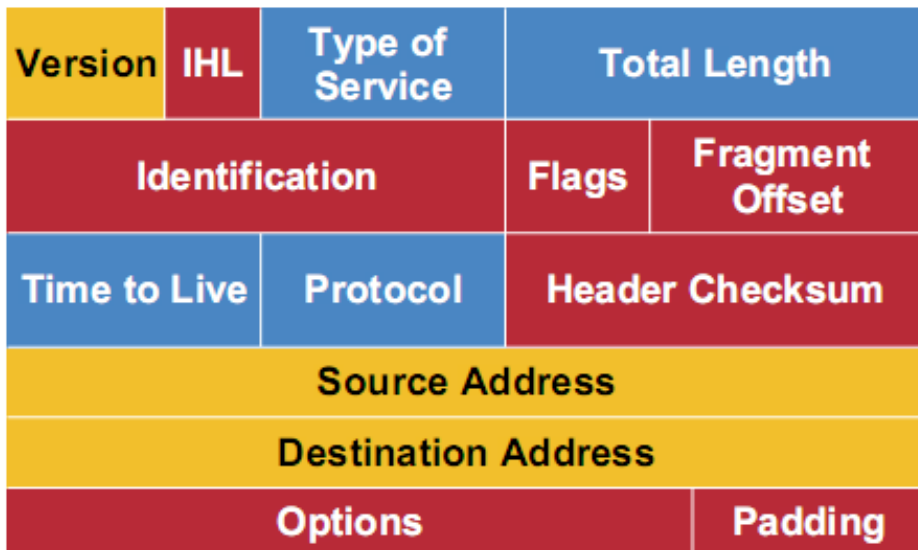 Version IHL Type of Service Total Length
Identification Flags Fragment Offset
Time to Live Protocol Header Checksum
Source Address
Destination Address
Options Padding